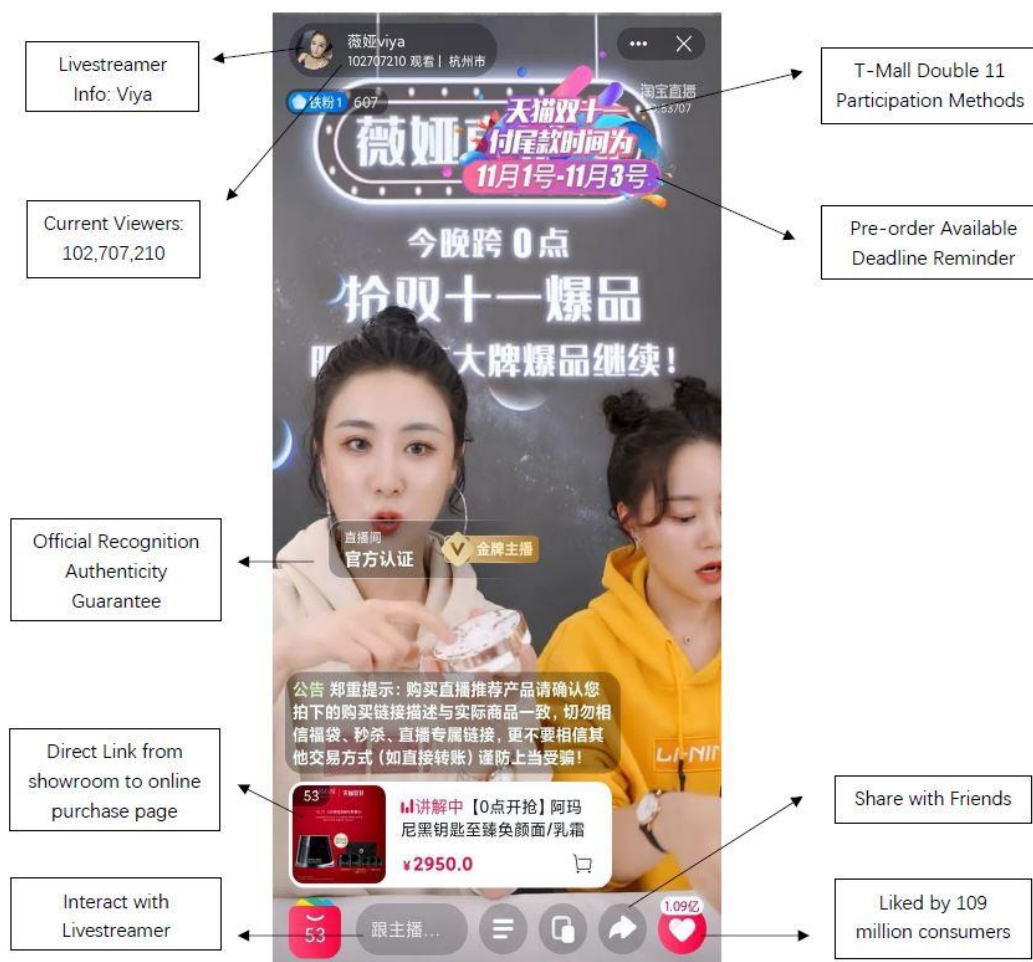 Livestreamer
Info: Viya
Current Viewers:
102,707,210
Official Recognition
Authenticity
Guarantee
Direct Link from
showroom to online
purchase page
Interact with
Livestreamer
薇娅viya
102707210 观看 | 杭州市
铁粉1 607
淘宝直播
53707
薇娅
天猫双十一
付尾款时间为
11月1号-11月3号
今晚跨0点
抢双十一爆品
大牌爆品继续!
直播间
官方认证
V 金牌主播
公告 郑重提示:购买直播推荐产品请确认您
拍下的购买链接描述与实际商品一致,切勿相
信福袋、秒杀、直播专属链接,更不要相信其
他交易方式(如直接转账)谨防上当受骗!
LI-NIN
53
讲解中【0点开抢】阿玛
尼黑钥匙至臻奂颜面/乳霜
¥2950.0
53
跟主播...
1.09亿
T-Mall Double 11
Participation Methods
Pre-order Available
Deadline Reminder
Share with Friends
Liked by 109
million consumers